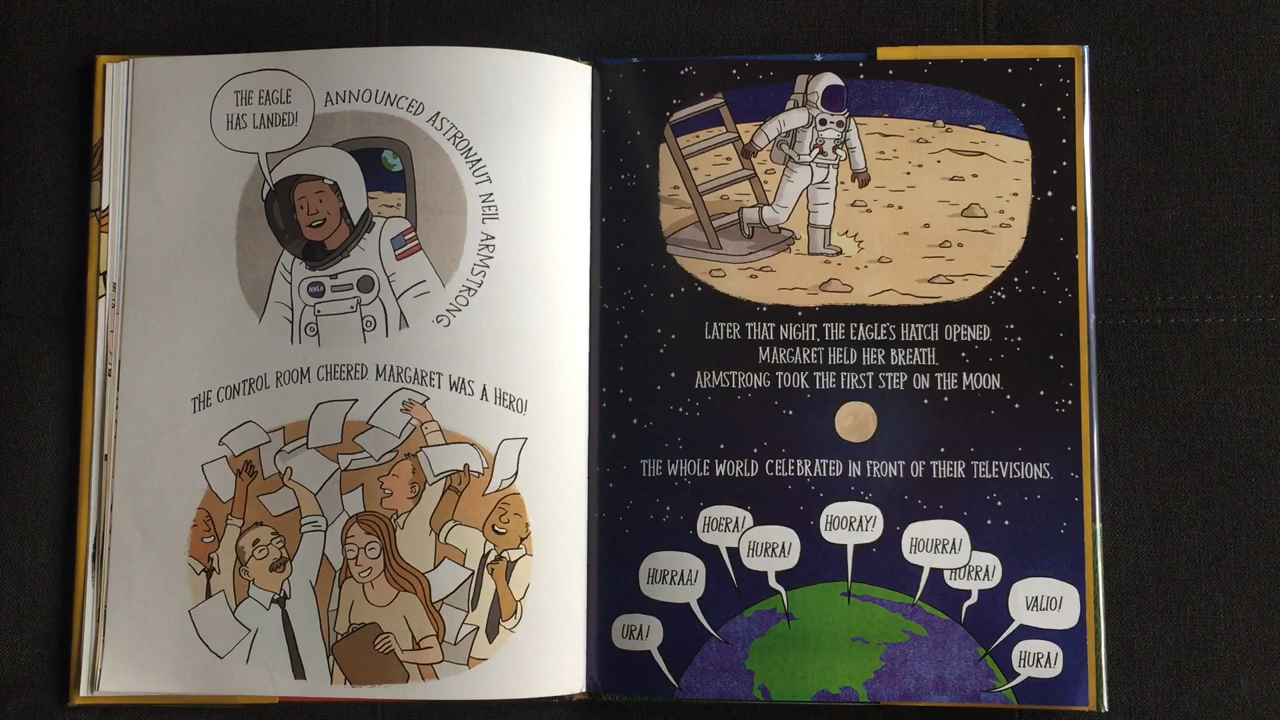 THE EAGLE
HAS LANDED!
ANNOUNCED ASTRONAUT NEIL ARMSTRONG.
NASA
THE CONTROL ROOM CHEERED. MARGARET WAS A HERO!
LATER THAT NIGHT, THE EAGLE'S HATCH OPENED.
MARGARET HELD HER BREATH.
ARMSTRONG TOOK THE FIRST STEP ON THE MOON.
THE WHOLE WORLD CELEBRATED IN FRONT OF THEIR TELEVISIONS.
URA!
HURRAA!
HOERA!
HURRA!
HOORAY!
HOURRA!
HURRA!
VALIO!
HURA!